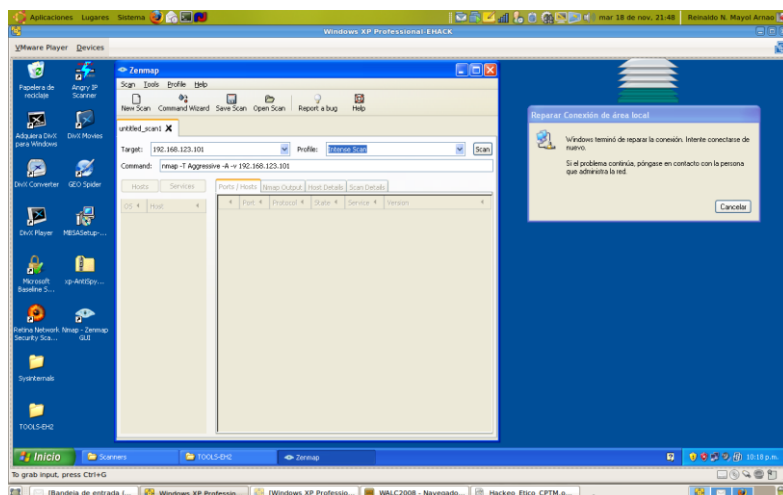 Aplicaciones Lugares Sistema mar 18 de nov, 21:48 Reinaldo N. Mayol Arnao
Windows XP Professional-EHACK
VMware Player Devices
Papelera de reciclaje
Angry IP Scanner
Adquiera DivX para Windows
DivX Movies
DivX Converter
GEO Spider
DivX Player
MBSASetup-...
Microsoft Baseline S...
xp-AntiSpy...
Retina Network Security Sca...
Nmap - Zenmap GUI
Sysinternals
TOOLS-EH2
Zenmap
Scan Tools Profile Help
New Scan Command Wizard Save Scan Open Scan Report a bug Help
untitled_scan1 X
Target: 192.168.123.101 Profile: Intense Scan Scan
Command: nmap -T Aggressive -A -v 192.168.123.101
Hosts Services Ports / Hosts Nmap Output Host Details Scan Details
OS Host Port Protocol State Service Version
Reparar Conexión de área local
Windows terminó de reparar la conexión. Intente conectarse de
nuevo.
Si el problema continúa, póngase en contacto con la persona
que administra la red.
Cancelar
Inicio Scanners TOOLS-EH2 Zenmap 10:18 p.m.
To grab input, press Ctrl+G
[Bandeja de entrada (... Windows XP Professio... [Windows XP Professio... WALC2008 - Navegado... Hackeo_Etico_CPTM.p...